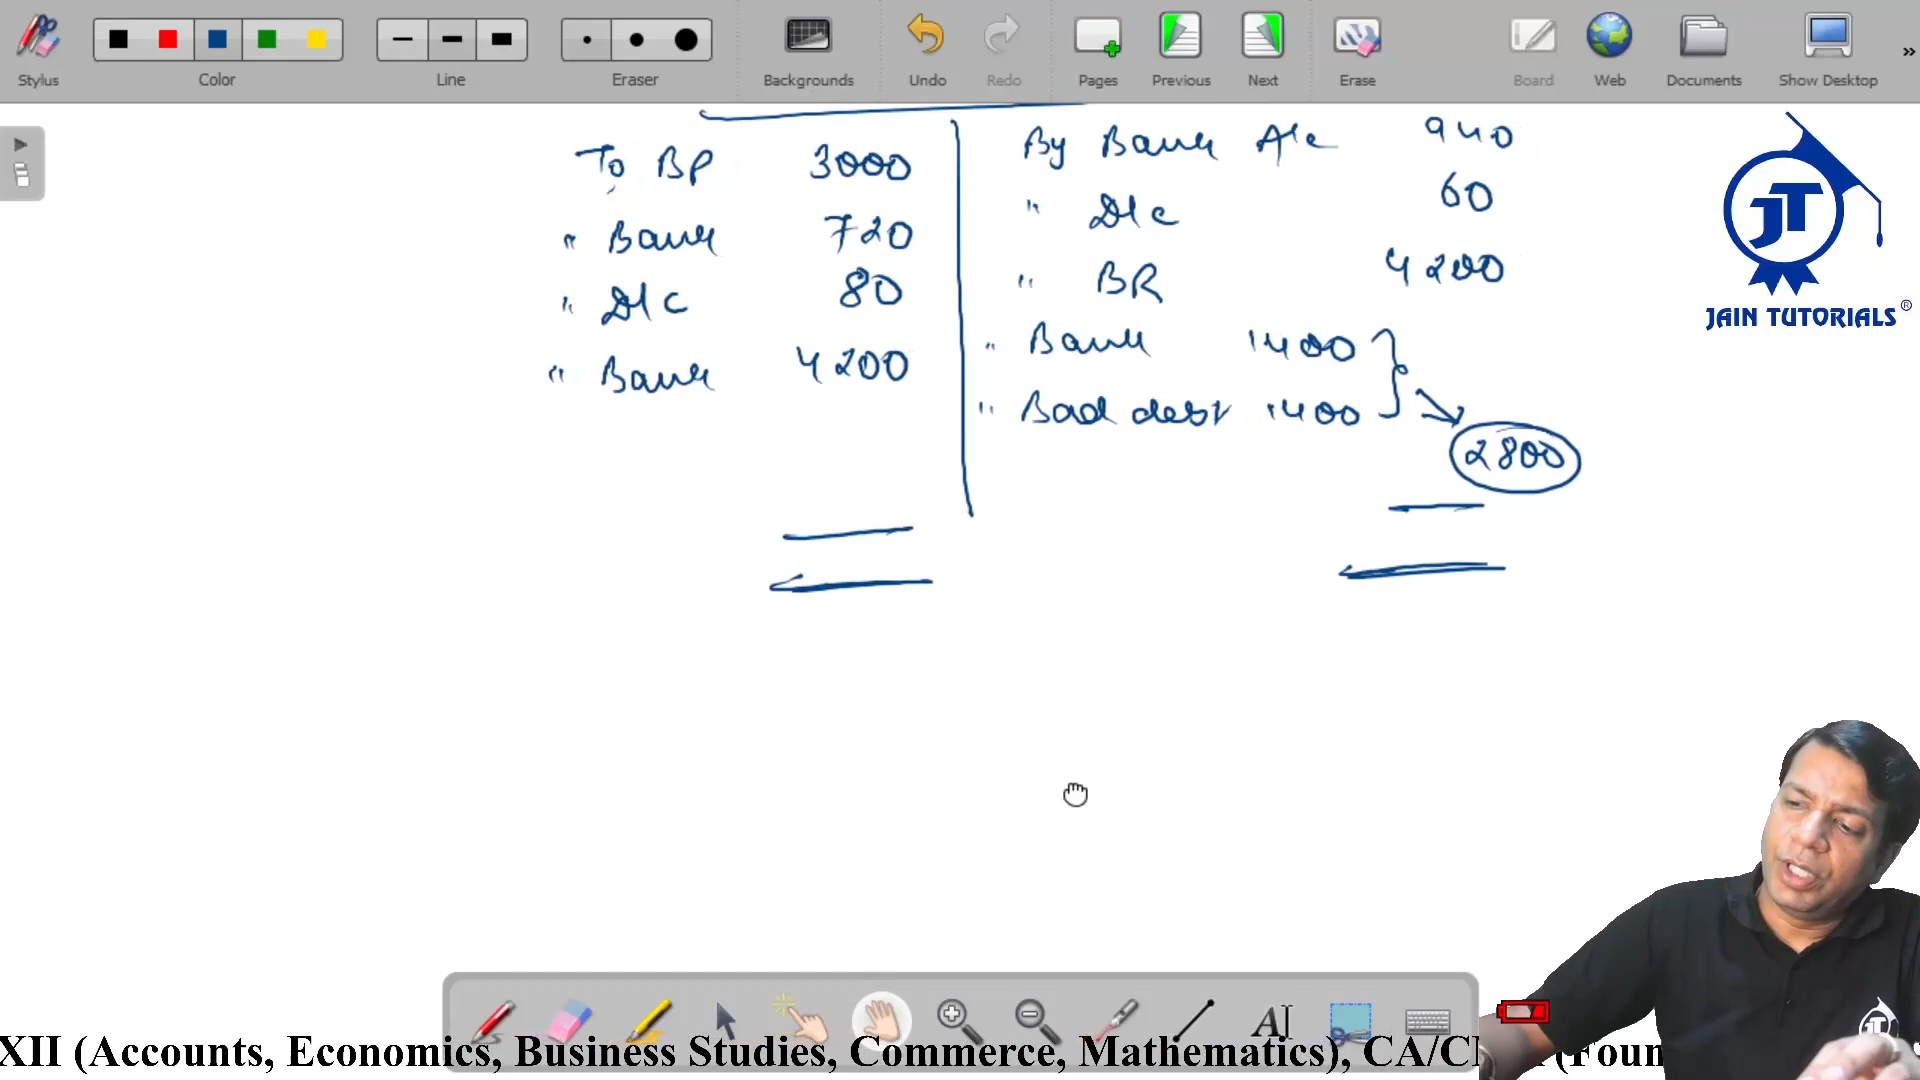 Stylus
Color
Line
Eraser
Backgrounds
Undo
Redo
Pages
Previous
Next
Erase
Board
Web
Documents
Show Desktop
»
To BP 3000
" Bank 720
" D/c 80
" Bank 4200
By Bank A/c 940
" D/c 60
" BR 4200
" Bank 1400
" Bad debt 1400
2800
JT
JAIN TUTORIALS®
XII (Accounts, Economics, Business Studies, Commerce, Mathematics), CA/C (Foun